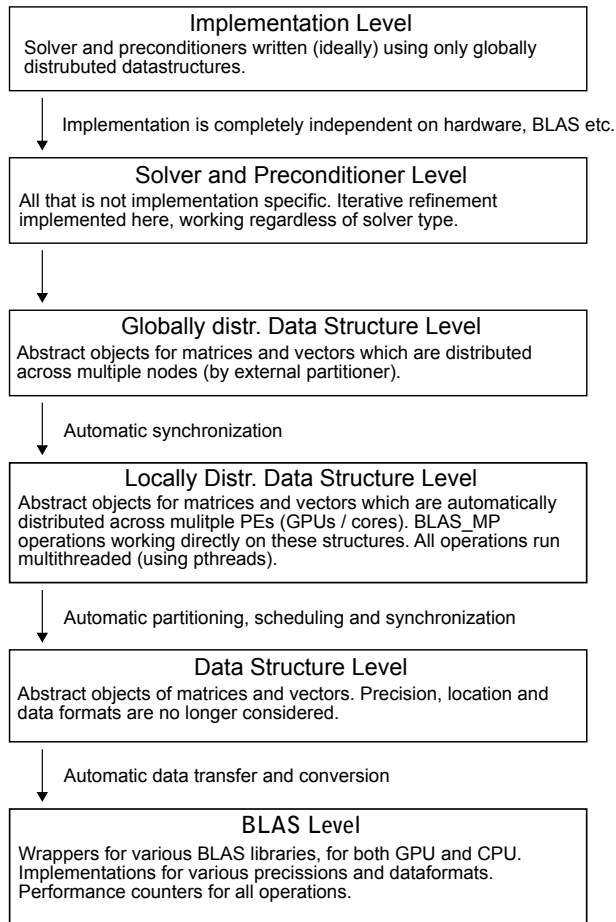 Implementation Level
Solver and preconditioners written (ideally) using only globally
distrubuted datastructures.
Implementation is completely independent on hardware, BLAS etc.
Solver and Preconditioner Level
All that is not implementation specific. Iterative refinement
implemented here, working regardless of solver type.
Globally distr. Data Structure Level
Abstract objects for matrices and vectors which are distributed
across multiple nodes (by external partitioner).
Automatic synchronization
Locally Distr. Data Structure Level
Abstract objects for matrices and vectors which are automatically
distributed across mulitple PEs (GPUs / cores). BLAS_MP
operations working directly on these structures. All operations run
multithreaded (using pthreads).
Automatic partitioning, scheduling and synchronization
Data Structure Level
Abstract objects of matrices and vectors. Precision, location and
data formats are no longer considered.
Automatic data transfer and conversion
BLAS Level
Wrappers for various BLAS libraries, for both GPU and CPU.
Implementations for various precissions and dataformats.
Performance counters for all operations.